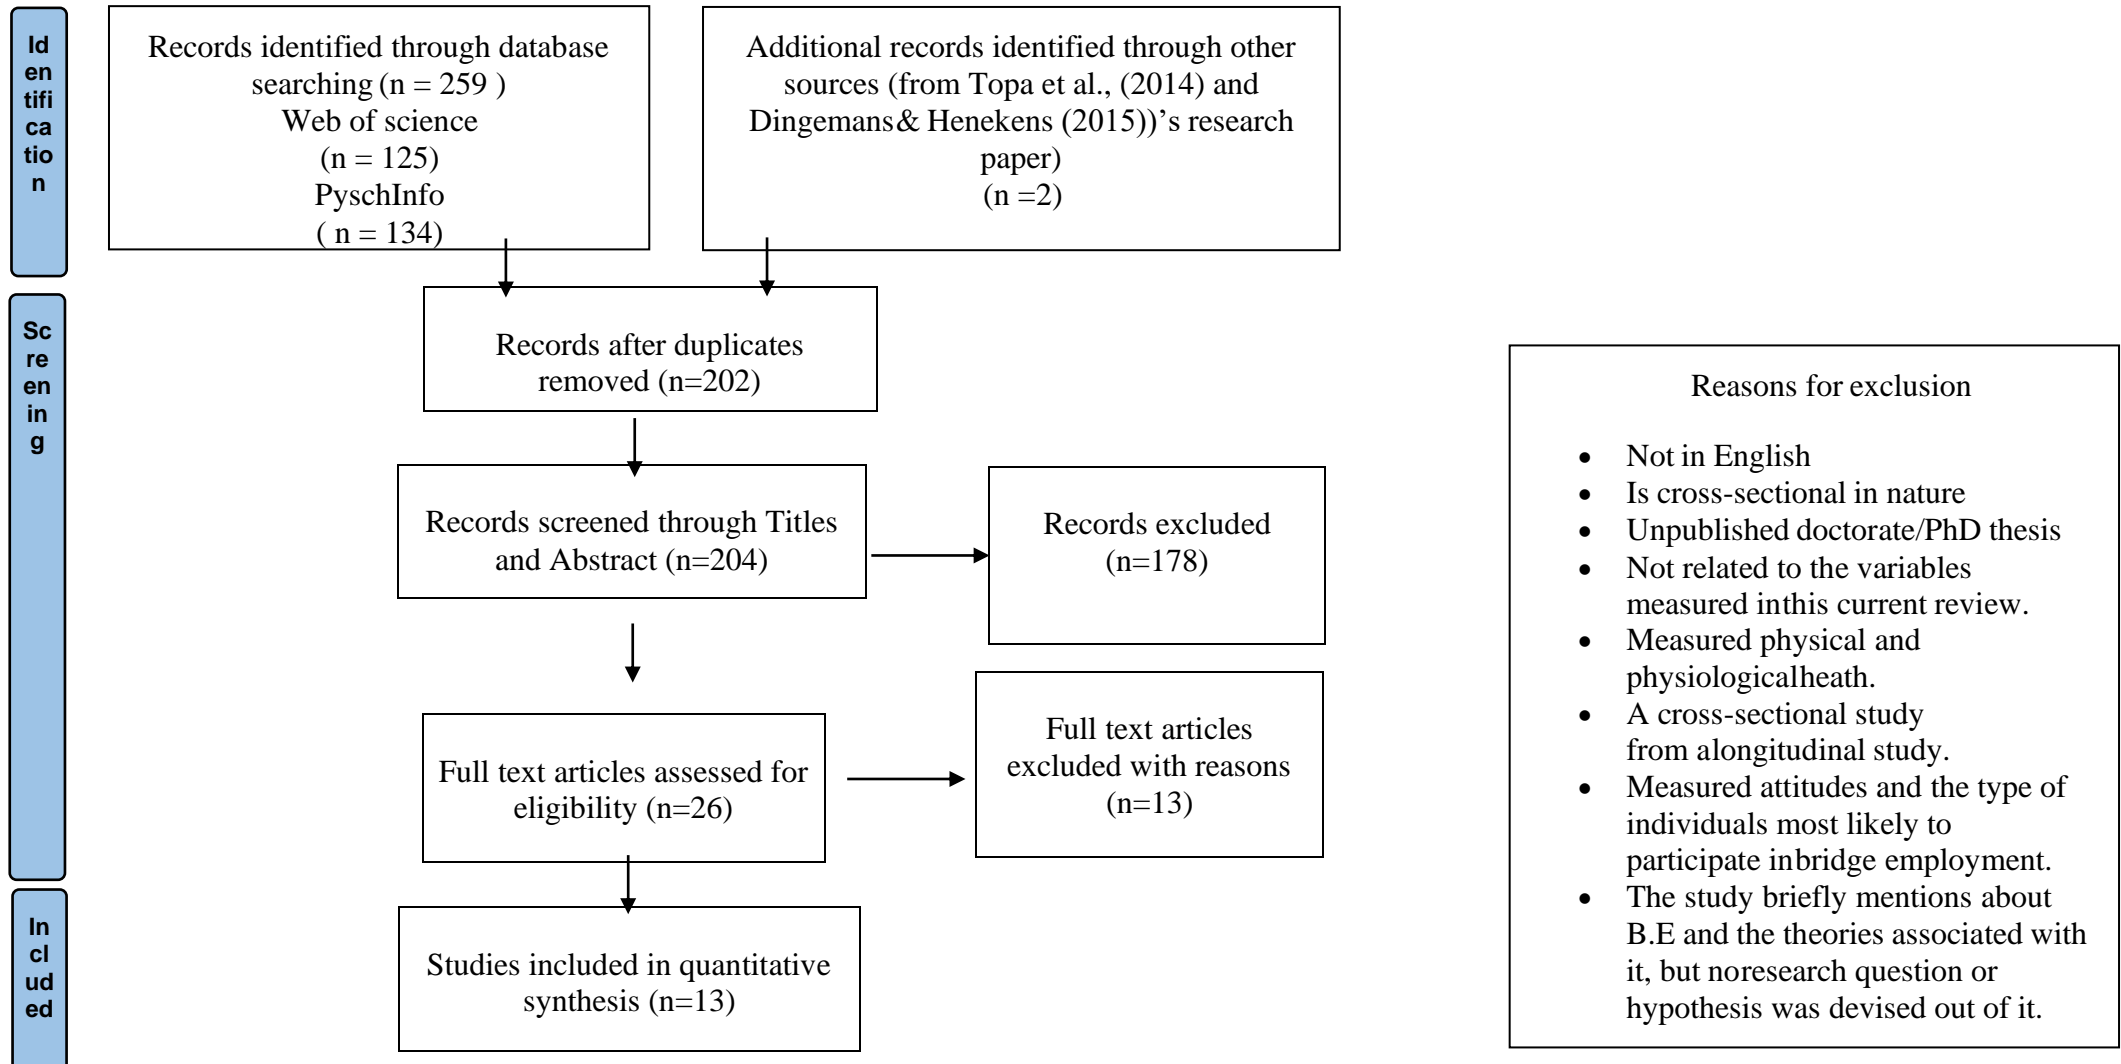 Id
en
tifi
ca
tio
n
Records identified through database
searching (n = 259 )
Web of science
(n = 125)
PyschInfo
( n = 134)
Additional records identified through other
sources (from Topa et al., (2014) and
Dingemans& Henekens (2015))’s research
paper)
(n =2)
Sc
re
en
in
g
Records after duplicates
removed (n=202)
Records screened through Titles
and Abstract (n=204)
Records excluded
(n=178)
Full text articles assessed for
eligibility (n=26)
Full text articles
excluded with reasons
(n=13)
In
cl
ud
ed
Studies included in quantitative
synthesis (n=13)
Reasons for exclusion
• Not in English
• Is cross-sectional in nature
• Unpublished doctorate/PhD thesis
• Not related to the variables
measured inthis current review.
• Measured physical and
physiologicalheath.
• A cross-sectional study
from alongitudinal study.
• Measured attitudes and the type of
individuals most likely to
participate inbridge employment.
• The study briefly mentions about
B.E and the theories associated with
it, but noresearch question or
hypothesis was devised out of it.